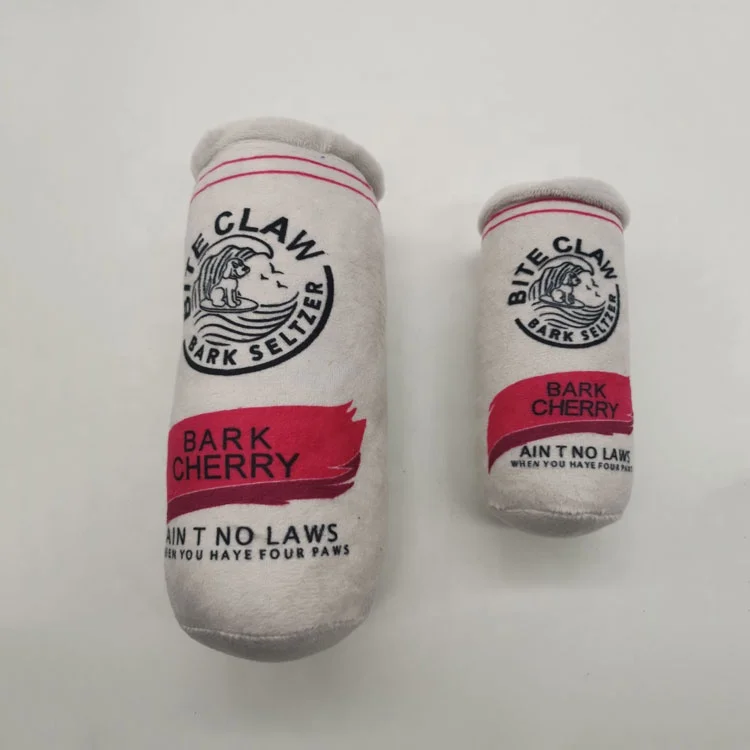 BITE CLAW
BARK SELTZER
BARK
CHERRY
AIN T NO LAWS
WHEN YOU HAYE FOUR PAWS
BITE CLAW
BARK SELTZER
BARK
CHERRY
AIN T NO LAWS
WHEN YOU HAYE FOUR PAWS